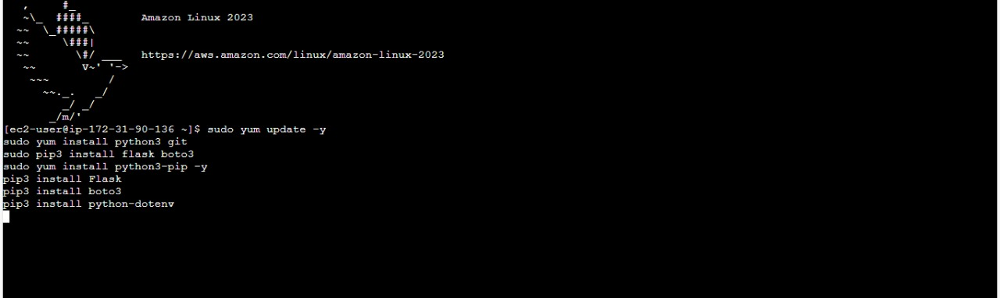 ,     #_
   ~\_  ####_        Amazon Linux 2023
  ~~  \_#####\
  ~~     \###|
  ~~       \#/ ___   https://aws.amazon.com/linux/amazon-linux-2023
   ~~       V~' '->
    ~~~         /
      ~~._.   _/
         _/ _/
       _/m/'
[ec2-user@ip-172-31-90-136 ~]$ sudo yum update -y
sudo yum install python3 git
sudo pip3 install flask boto3
sudo yum install python3-pip -y
pip3 install Flask
pip3 install boto3
pip3 install python-dotenv